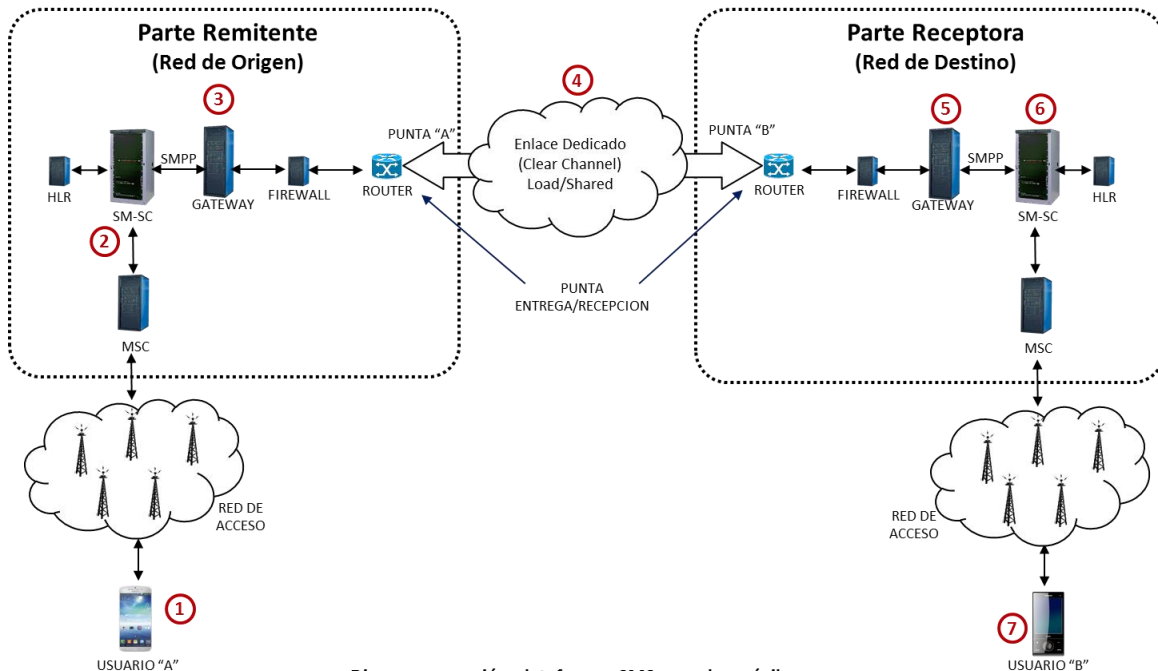 Parte Remitente
(Red de Origen)
3
SMPP
HLR
SM-SC
GATEWAY
FIREWALL
ROUTER
2
MSC
RED DE
ACCESO
1
USUARIO "A"
4
PUNTA "A"
Enlace Dedicado
(Clear Channel)
Load/Shared
PUNTA "B"
PUNTA
ENTREGA/RECEPCION
Parte Receptora
(Red de Destino)
5
6
SMPP
ROUTER
FIREWALL
GATEWAY
SM-SC
HLR
MSC
RED DE
ACCESO
7
USUARIO "B"